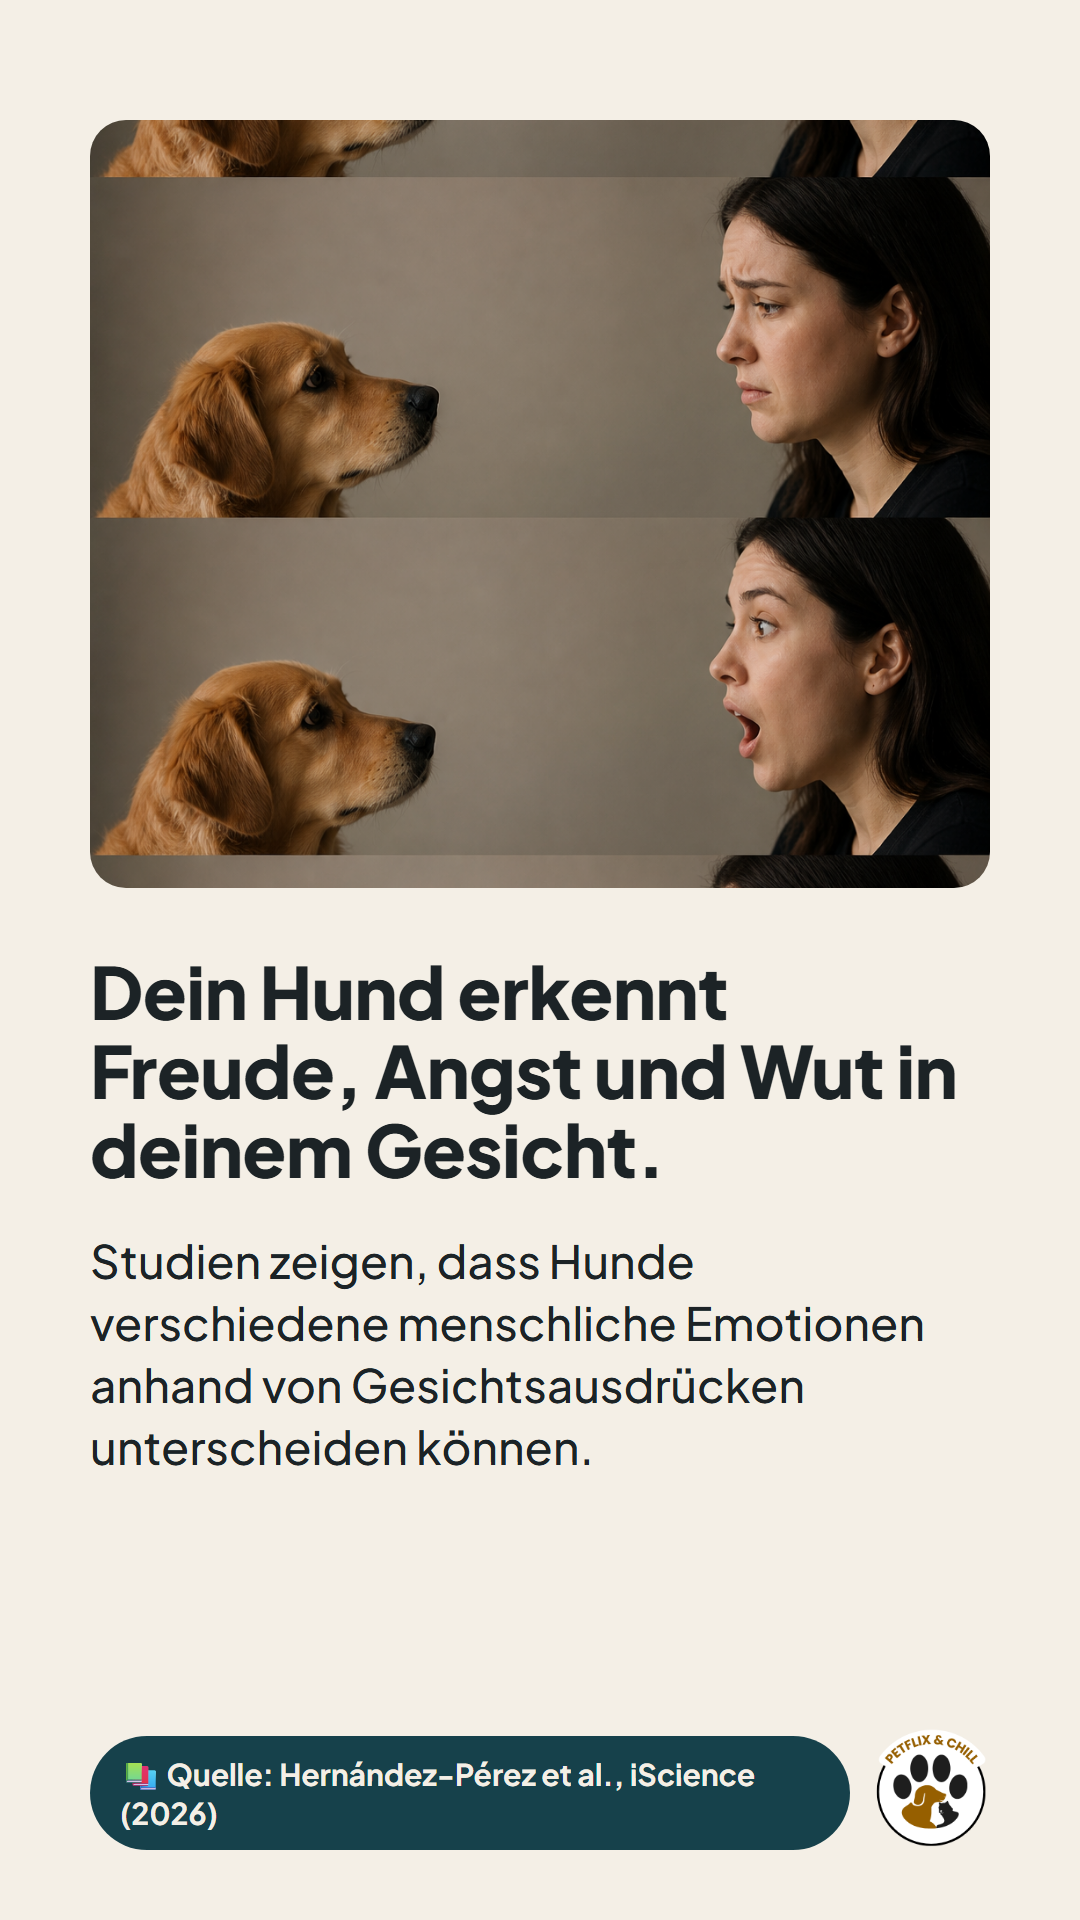 Dein Hund erkennt
Freude, Angst und Wut in
deinem Gesicht.
Studien zeigen, dass Hunde
verschiedene menschliche Emotionen
anhand von Gesichtsausdrücken
unterscheiden können.
📚 Quelle: Hernández-Pérez et al., iScience
(2026)
PETFLIX & CHILL